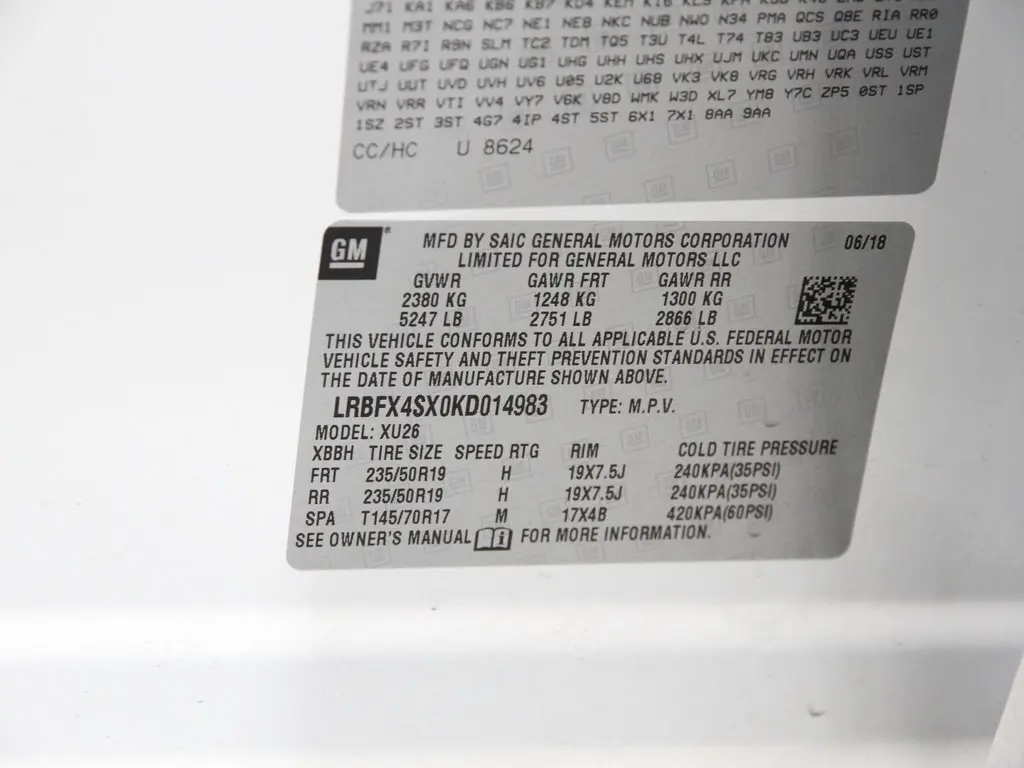 J71 KA1 KA6 KB6 KB7 KD4 KEH K16
MM1 M3T NCG NC7 NE1 NE8 NKC NUB NWO N34 PMA QCS Q8E RIA RR0
RZA R7I R9N SLM TC2 TDM TQ5 T3U T4L T74 T83 UB3 UC3 UEU UE1
UE4 UFG UFQ UGN UG1 UHG UHH UHS UHX UJM UKC UMN UQA USS UST
UTJ UUT UVD UVH UV6 U05 U2K U68 VK3 VK8 VRG VRH VRK VRL VRM
VRN VRR VTI VV4 VY7 V6K V8D WMK W3D XL7 YM8 Y7C ZP5 0ST 1SP
1SZ 2ST 3ST 4G7 4IP 4ST 5ST 6X1 7X1 8AA 9AA
CC/HC U 8624
GM® MFD BY SAIC GENERAL MOTORS CORPORATION 06/18
LIMITED FOR GENERAL MOTORS LLC
GVWR GAWR FRT GAWR RR
2380 KG 1248 KG 1300 KG
5247 LB 2751 LB 2866 LB
THIS VEHICLE CONFORMS TO ALL APPLICABLE U.S. FEDERAL MOTOR
VEHICLE SAFETY AND THEFT PREVENTION STANDARDS IN EFFECT ON
THE DATE OF MANUFACTURE SHOWN ABOVE.
LRBFX4SX0KD014983 TYPE: M.P.V.
MODEL: XU26
XBBH TIRE SIZE SPEED RTG RIM COLD TIRE PRESSURE
FRT 235/50R19 H 19X7.5J 240KPA(35PSI)
RR 235/50R19 H 19X7.5J 240KPA(35PSI)
SPA T145/70R17 M 17X4B 420KPA(60PSI)
SEE OWNER'S MANUAL i FOR MORE INFORMATION.